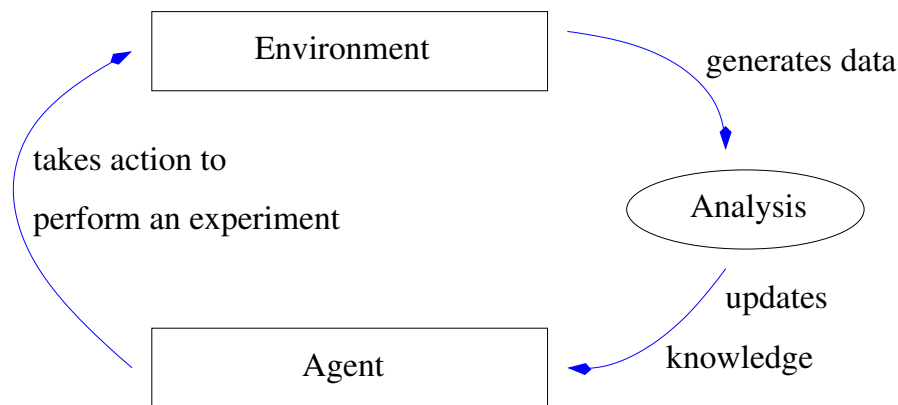 Environment
generates data
takes action to
perform an experiment
Analysis
updates
knowledge
Agent